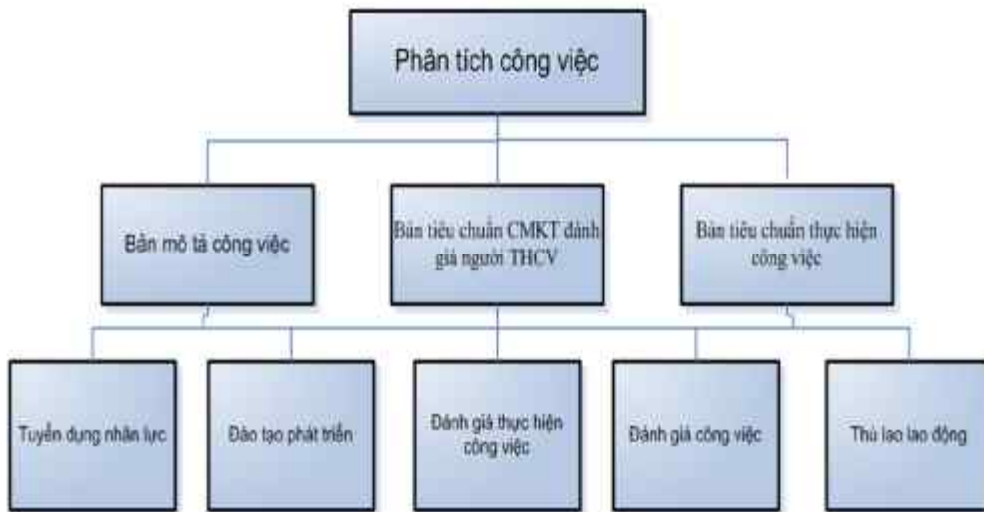 Phân tích công việc
Bản mô tả công việc
Bản tiêu chuẩn CMKT đánh
giá người THCV
Bản tiêu chuẩn thực hiện
công việc
Tuyển dụng nhân lực
Đào tạo phát triển
Đánh giá thực hiện
công việc
Đánh giá công việc
Thù lao lao động